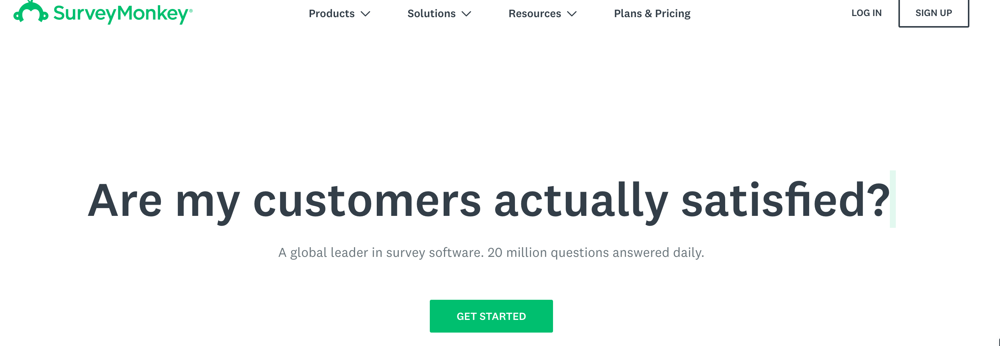 SurveyMonkey®
Products
Solutions
Resources
Plans & Pricing
LOG IN
SIGN UP
Are my customers actually satisfied?
A global leader in survey software. 20 million questions answered daily.
GET STARTED